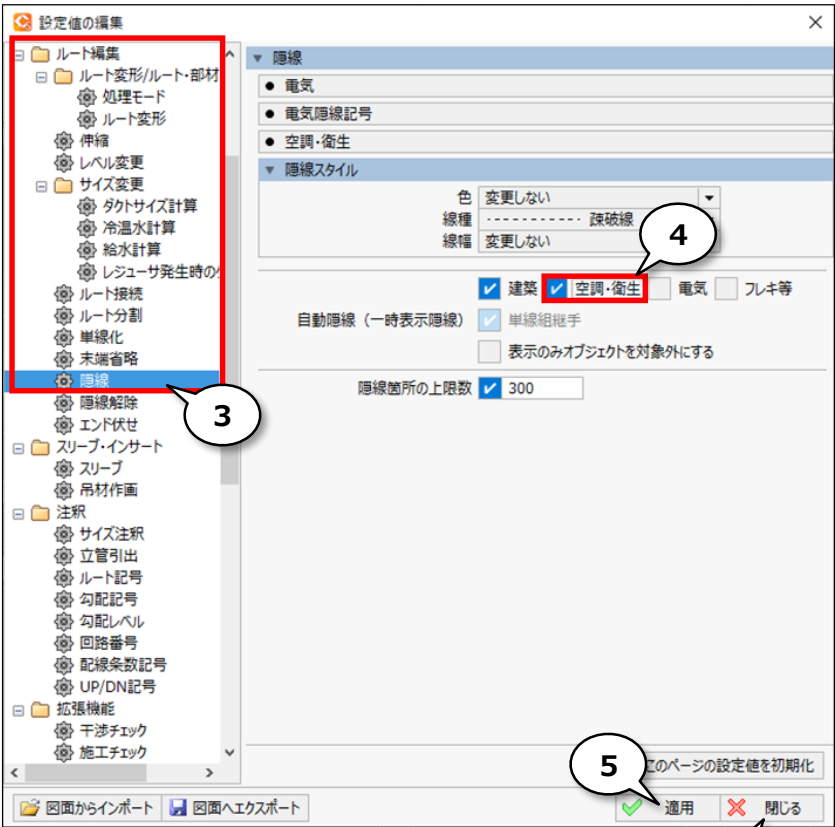 設定値の編集
ルート編集
ルート変形/ルート・部材
処理モード
ルート変形
伸縮
レベル変更
サイズ変更
ダクトサイズ計算
冷温水計算
給水計算
レジューサ発生時の
ルート接続
ルート分割
単線化
末端省略
隠線
隠線解除
エンド伏せ
スリーブ・インサート
スリーブ
吊材作画
注釈
サイズ注釈
立管引出
ルート記号
勾配記号
勾配レベル
回路番号
配線条数記号
UP/DN記号
拡張機能
干渉チェック
施工チェック
3
隠線
電気
電気隠線記号
空調・衛生
隠線スタイル
色 変更しない
線種 疎破線
線幅 変更しない
4
建築 空調・衛生 電気 フレキ等
自動隠線（一時表示隠線） 単線組継手
表示のみオブジェクトを対象外にする
隠線箇所の上限数 300
5
このページの設定値を初期化
図面からインポート 図面へエクスポート 適用 閉じる